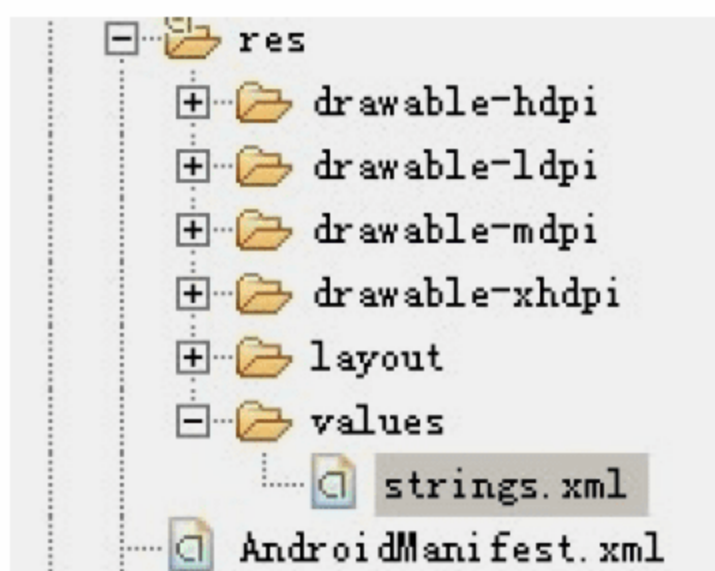 res
drawable-hdpi
drawable-ldpi
drawable-mdpi
drawable-xhdpi
layout
values
strings.xml
AndroidManifest.xml